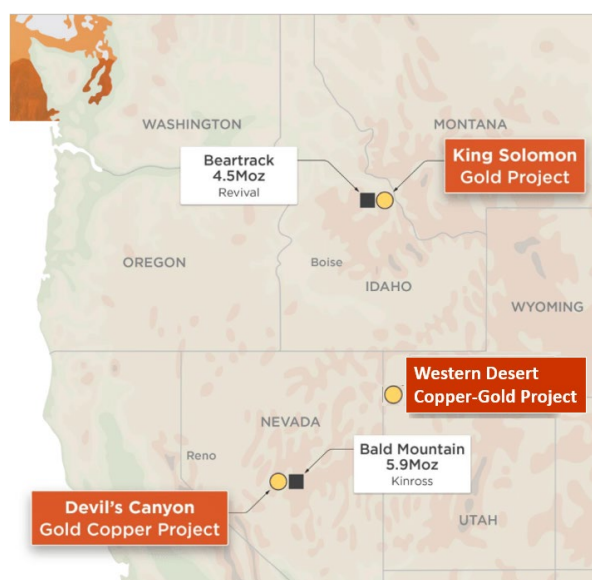 WASHINGTON
MONTANA
Beartrack
4.5Moz
Revival
King Solomon
Gold Project
OREGON
Boise
IDAHO
WYOMING
Western Desert
Copper-Gold Project
NEVADA
Reno
Bald Mountain
5.9Moz
Kinross
Devil's Canyon
Gold Copper Project
UTAH